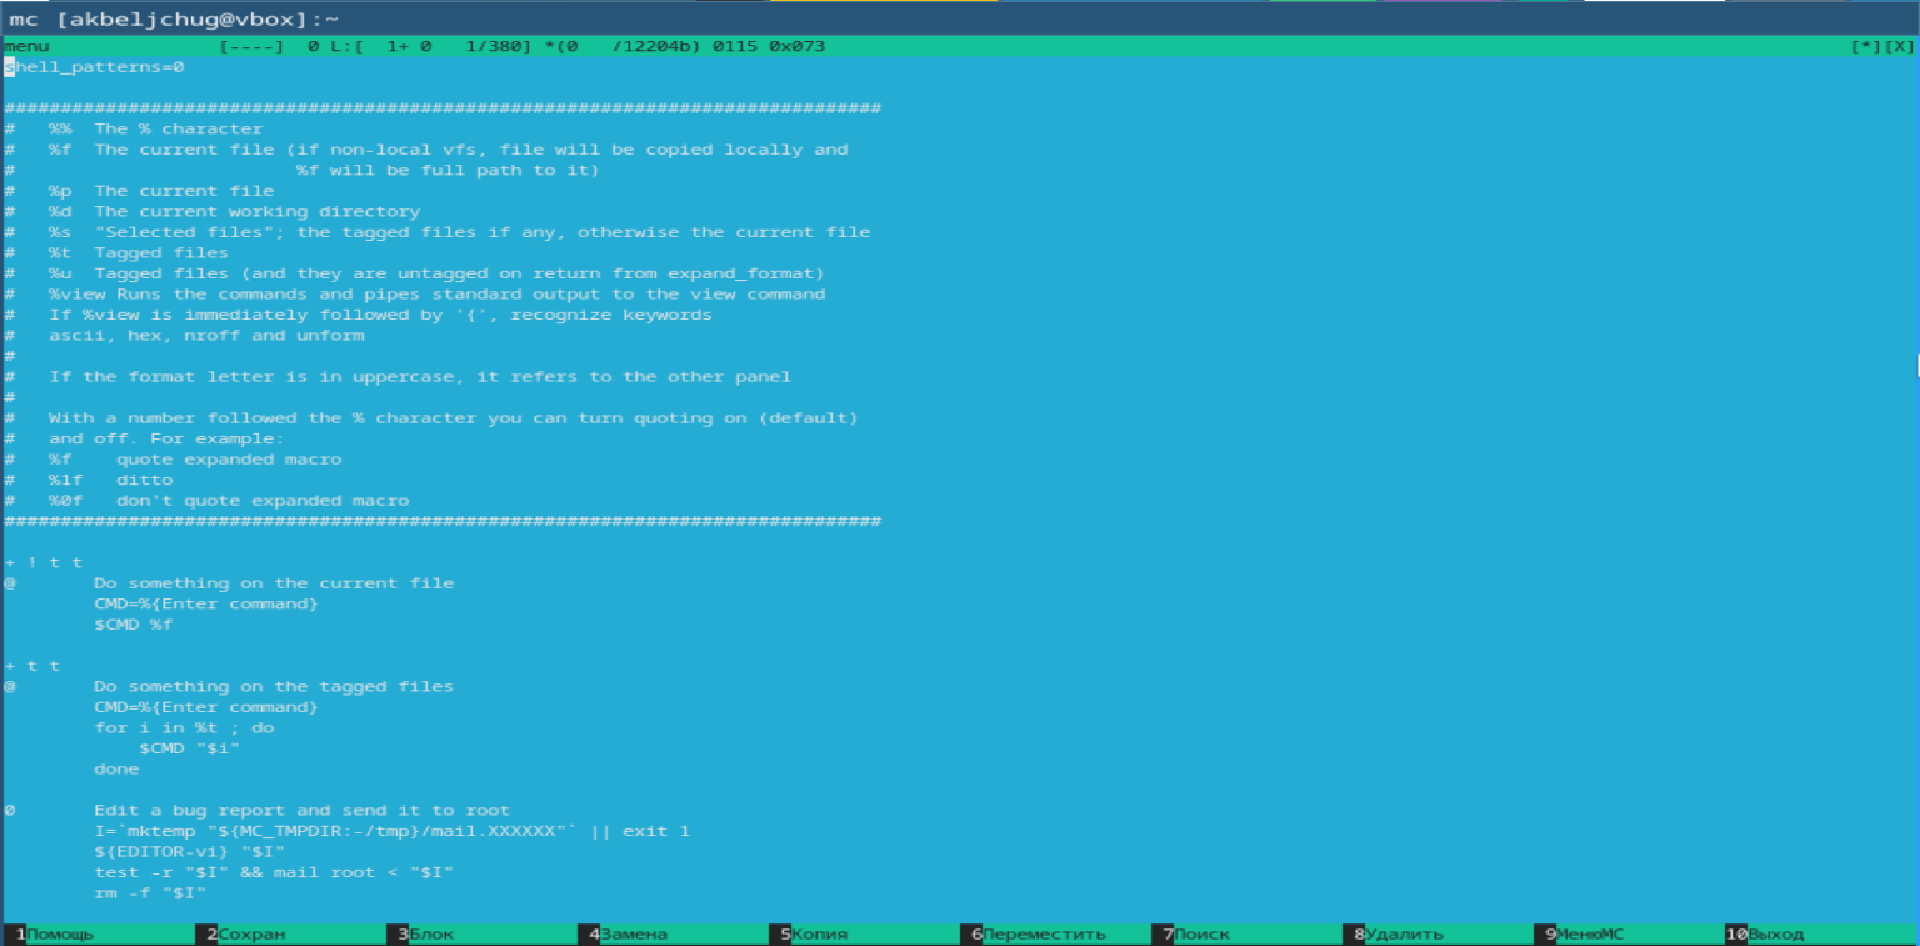 mc [akbeljchug@vbox]:~
menu [----] 0 L:[ 1+ 0 1/380] *(0 /12204b) 0115 0x073 [*][X]
shell_patterns=0
##############################################################################
# %% The % character
# %f The current file (if non-local vfs, file will be copied locally and
# %f will be full path to it)
# %p The current file
# %d The current working directory
# %s "Selected files"; the tagged files if any, otherwise the current file
# %t Tagged files
# %u Tagged files (and they are untagged on return from expand_format)
# %view Runs the commands and pipes standard output to the view command
# If %view is immediately followed by '{', recognize keywords
# ascii, hex, nroff and unform
#
# If the format letter is in uppercase, it refers to the other panel
#
# With a number followed the % character you can turn quoting on (default)
# and off. For example:
# %f quote expanded macro
# %1f ditto
# %0f don't quote expanded macro
##############################################################################
+ ! t t
@ Do something on the current file
CMD=%{Enter command}
$CMD %f
+ t t
@ Do something on the tagged files
CMD=%{Enter command}
for i in %t ; do
$CMD "$i"
done
0 Edit a bug report and send it to root
I=`mktemp "${MC_TMPDIR:-/tmp}/mail.XXXXXX"` || exit 1
${EDITOR-vi} "$I"
test -r "$I" && mail root < "$I"
rm -f "$I"
1Помощь 2Сохран 3Блок 4Замена 5Копия 6Переместить 7Поиск 8Удалить 9МенюМС 10Выход